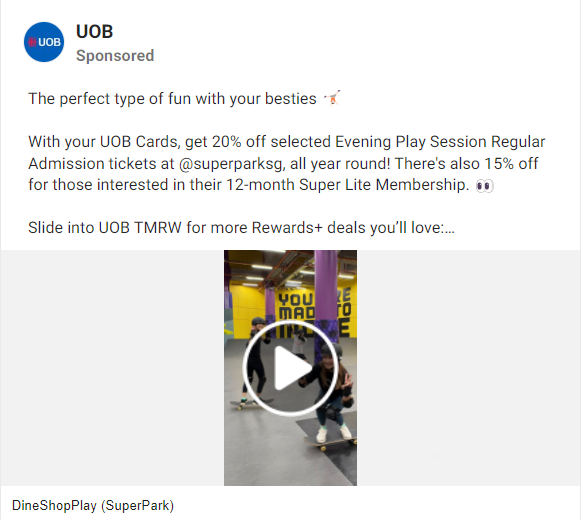 UOB
UOB
Sponsored
The perfect type of fun with your besties
With your UOB Cards, get 20% off selected Evening Play Session Regular
Admission tickets at @superparksg, all year round! There's also 15% off
for those interested in their 12-month Super Lite Membership. 👀
Slide into UOB TMRW for more Rewards+ deals you’ll love:…
YOU
MADE TO
DineShopPlay (SuperPark)